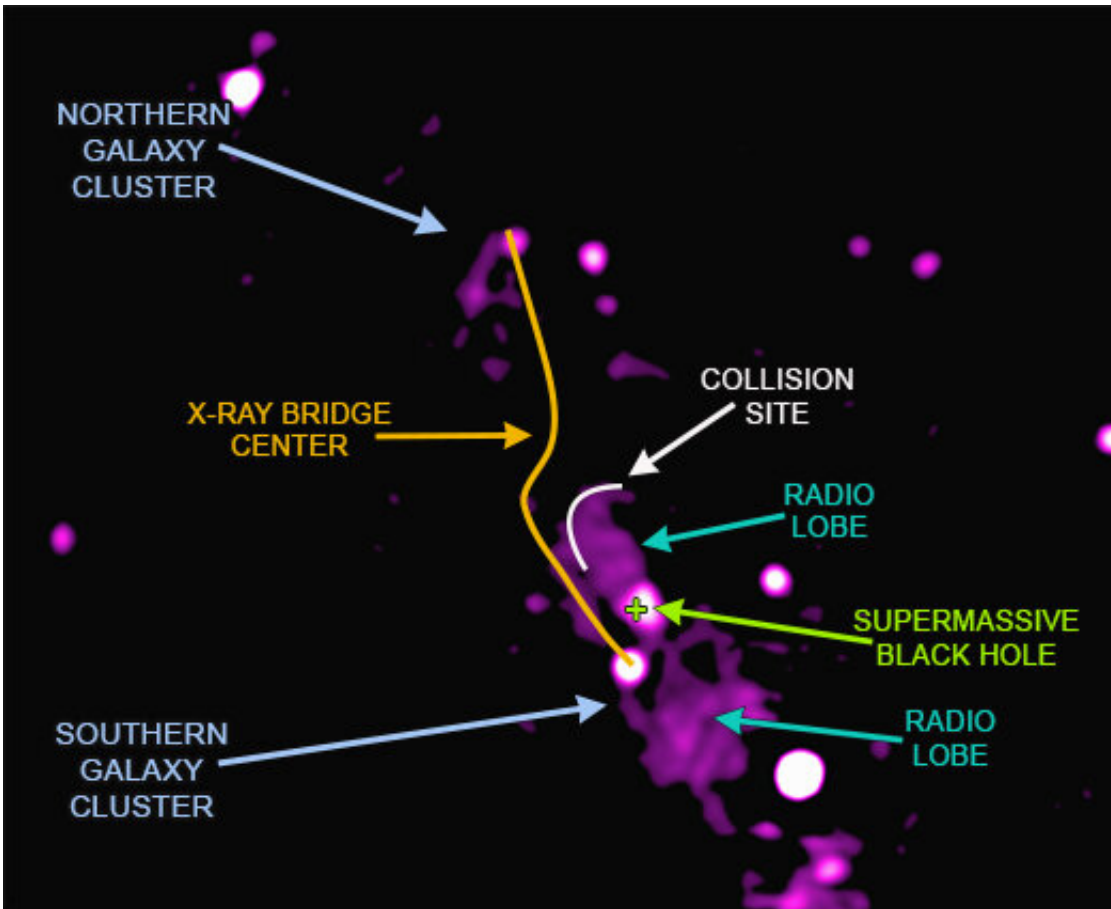 NORTHERN
GALAXY
CLUSTER
X-RAY BRIDGE
CENTER
COLLISION
SITE
RADIO
LOBE
SUPERMASSIVE
BLACK HOLE
SOUTHERN
GALAXY
CLUSTER
RADIO
LOBE